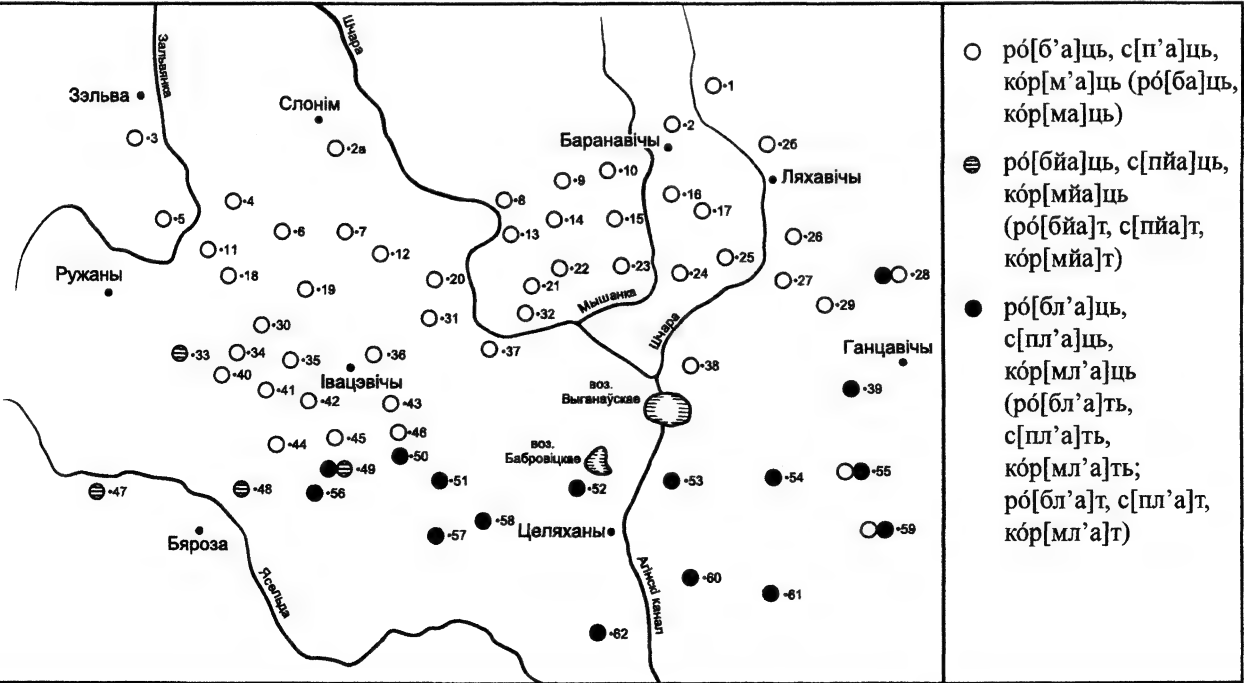 Зальвянка
Шчара
Зэльва
Слонім
Баранавічы
Ляхавічы
Ружаны
Мышанка
Шчара
Ганцавічы
Івацэвічы
воз.
Выганаўскае
воз.
Бабровіцкае
Целяханы
Бяроза
Ясельда
Агінскі канал
1
2
3
2а
26
10
9
8
16
17
4
5
6
7
14
15
13
11
12
26
18
19
20
21
22
23
24
25
27
28
29
30
31
32
33
34
35
36
37
38
39
40
41
42
43
44
45
46
47
48
49
50
51
52
53
54
55
56
57
58
59
60
61
62
ро́[б’а]ць, с[п’а]ць,
ко́р[м’а]ць (ро́[ба]ць,
ко́р[ма]ць)
ро́[бйа]ць, с[пйа]ць,
ко́р[мйа]ць
(ро́[бйа]т, с[пйа]т,
ко́р[мйа]т)
ро́[бл’а]ць,
с[пл’а]ць,
ко́р[мл’а]ць
(ро́[бл’а]ть,
с[пл’а]ть,
ко́р[мл’а]ть;
ро́[бл’а]т, с[пл’а]т,
ко́р[мл’а]т)